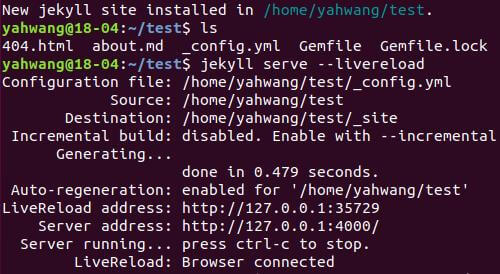 New jekyll site installed in /home/yahwang/test.
yahwang@18-04:~/test$ ls
404.html  about.md  _config.yml  Gemfile  Gemfile.lock
yahwang@18-04:~/test$ jekyll serve --livereload
Configuration file: /home/yahwang/test/_config.yml
Source: /home/yahwang/test
Destination: /home/yahwang/test/_site
Incremental build: disabled. Enable with --incremental
Generating...
done in 0.479 seconds.
Auto-regeneration: enabled for '/home/yahwang/test'
LiveReload address: http://127.0.0.1:35729
Server address: http://127.0.0.1:4000/
Server running... press ctrl-c to stop.
LiveReload: Browser connected